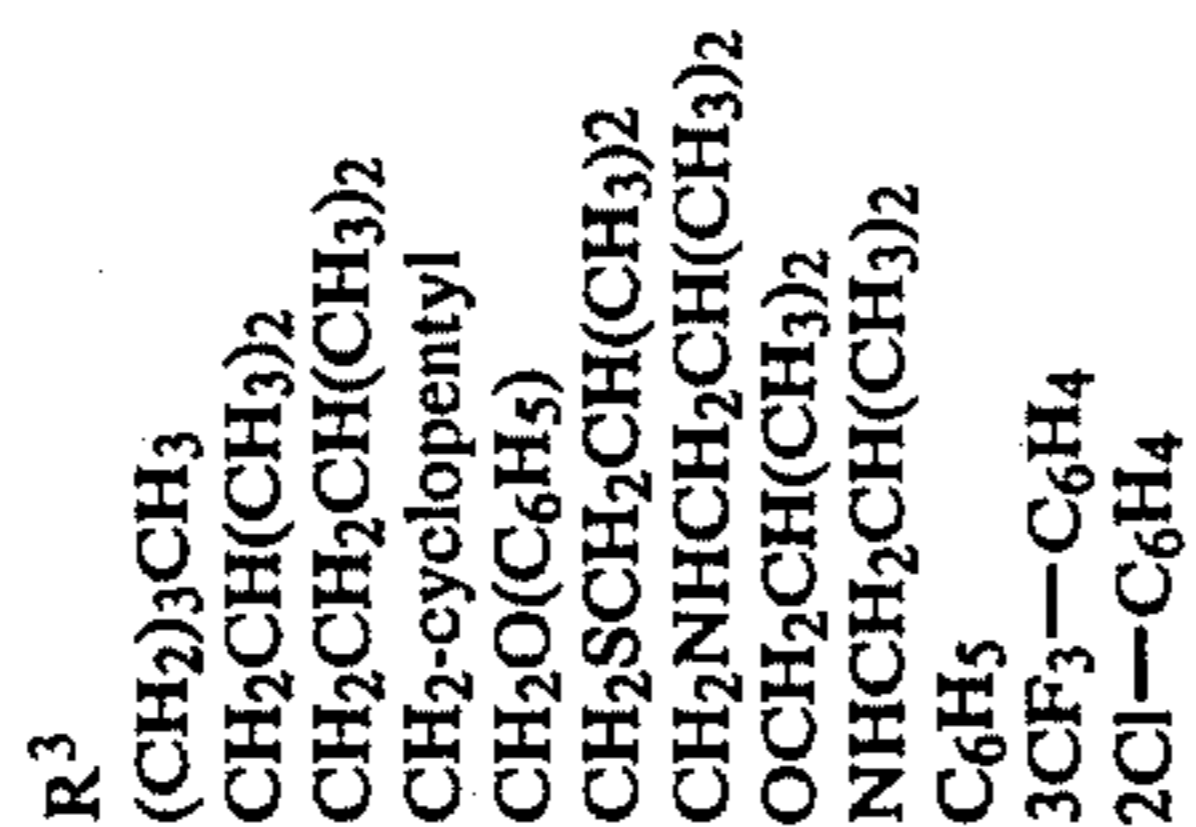 R³
(CH₂)₃CH₃
CH₂CH(CH₃)₂
CH₂CH₂CH(CH₃)₂
CH₂-cyclopentyl
CH₂O(C₆H₅)
CH₂SCH₂CH(CH₃)2
CH₂NHCH₂CH(CH₃)₂
OCH₂CH(CH₃)₂
NHCH₂CH(CH₃)₂
C₆H₅
3CF₃—C₆H₄
2Cl—C₆H₄